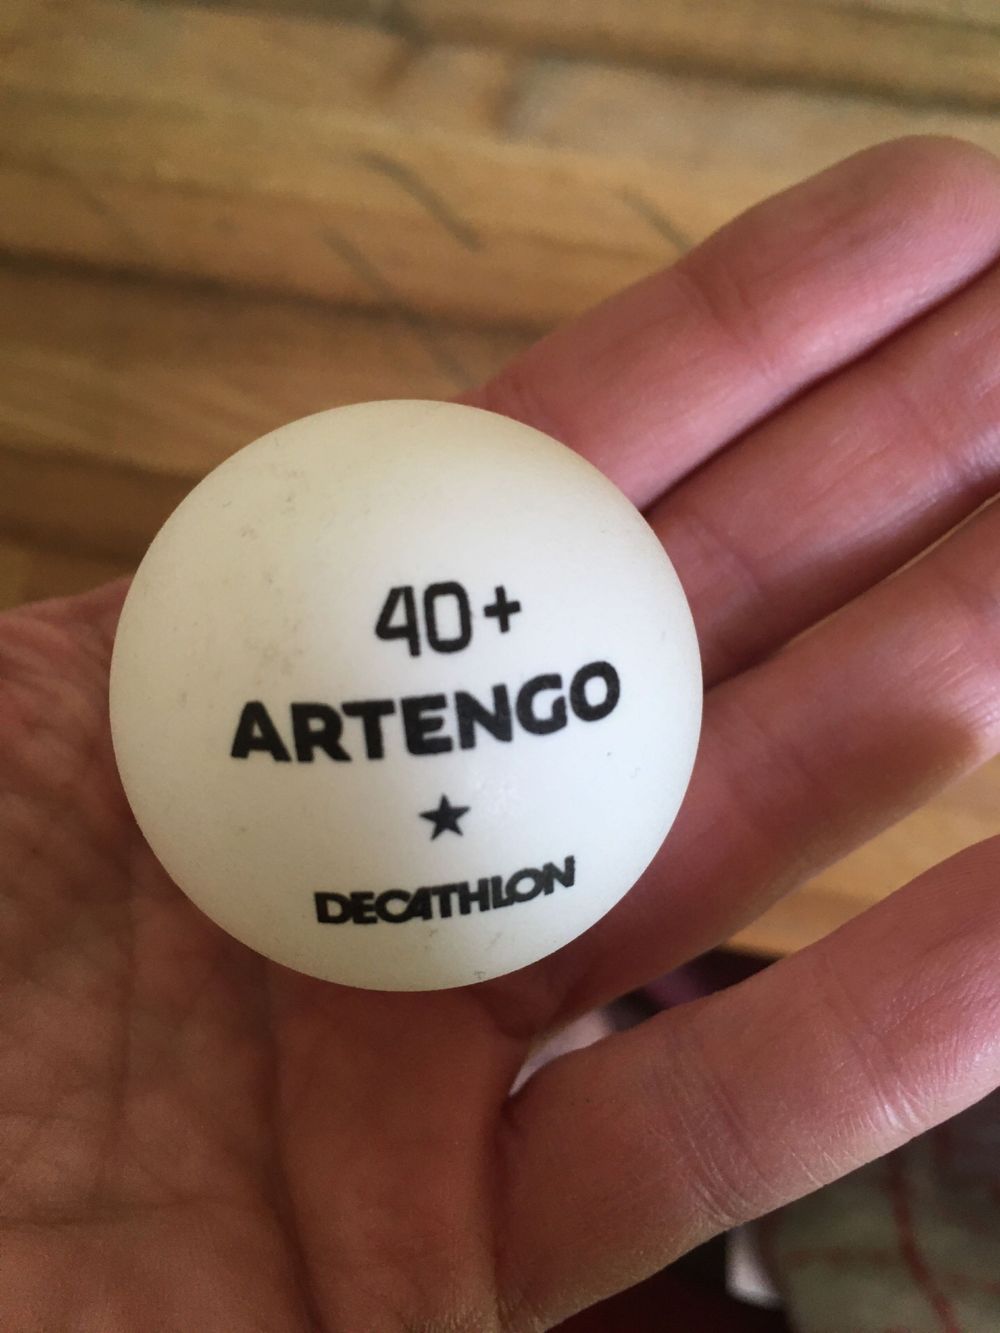 40+
ARTENGO
★
DECATHLON